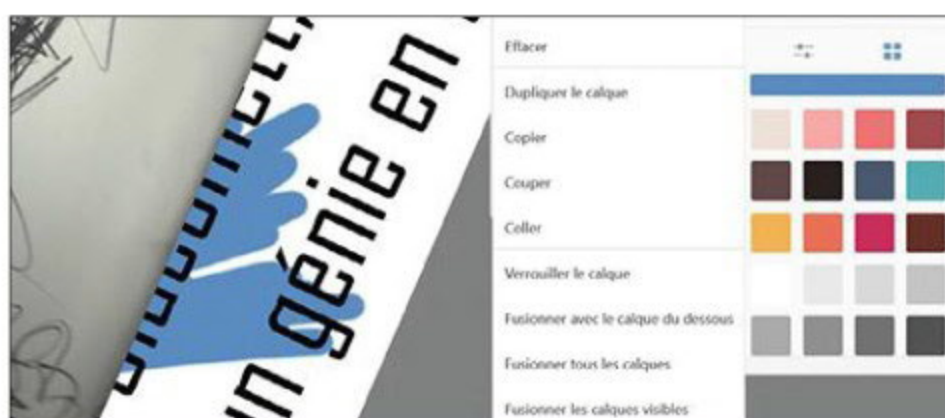 un génie en
Effacer
Dupliquer le calque
Copier
Couper
Coller
Verrouiller le calque
Fusionner avec le calque du dessous
Fusionner tous les calques
Fusionner les calques visibles